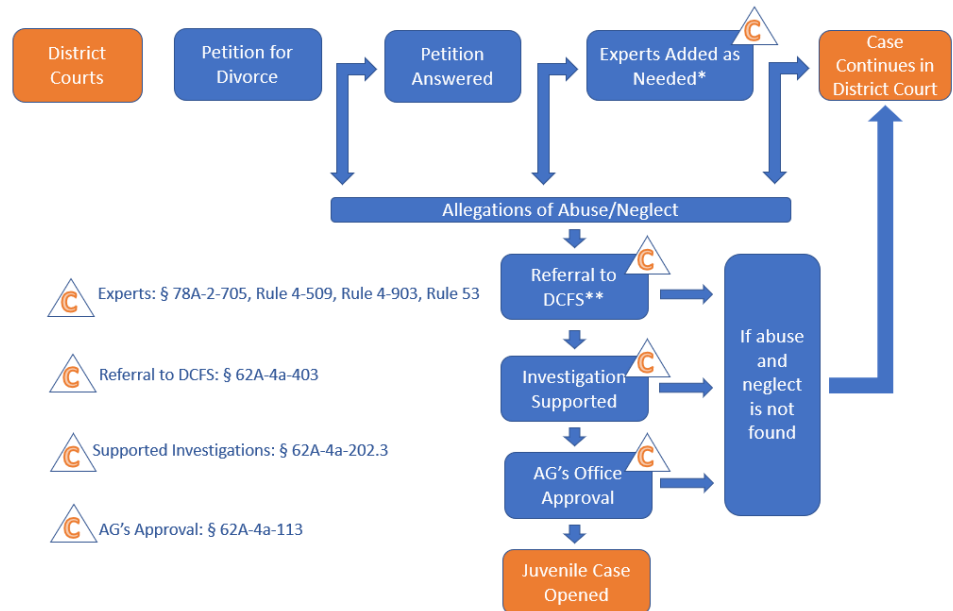 District
Courts
Petition for
Divorce
Petition
Answered
C
Experts Added as
Needed*
Case
Continues in
District Court
Allegations of Abuse/Neglect
C
Referral to
DCFS**
C
Experts: § 78A-2-705, Rule 4-509, Rule 4-903, Rule 53
If abuse
and
neglect
is not
found
C
Investigation
Supported
C
Referral to DCFS: § 62A-4a-403
C
AG’s Office
Approval
C
Supported Investigations: § 62A-4a-202.3
C
AG’s Approval: § 62A-4a-113
Juvenile Case
Opened